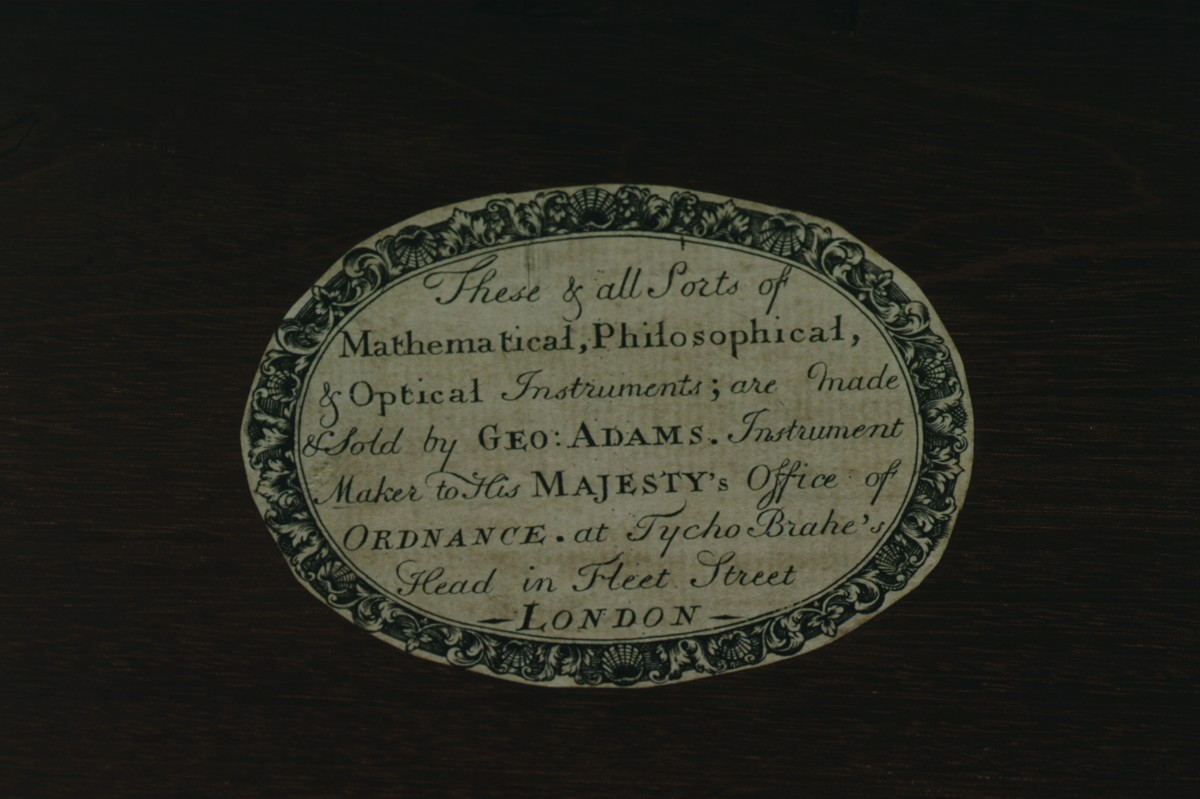 These & all Sorts of
Mathematical, Philosophical,
& Optical Instruments; are made
& Sold by GEO: ADAMS. Instrument
Maker to His MAJESTY's Office of
ORDNANCE. at Tycho Brahe's
Head in Fleet Street
— LONDON —